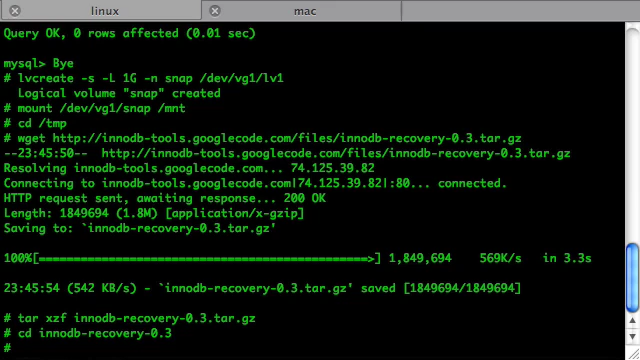 linux
mac
Query OK, 0 rows affected (0.01 sec)
mysql> Bye
# lvcreate -s -L 1G -n snap /dev/vg1/lv1
Logical volume "snap" created
# mount /dev/vg1/snap /mnt
# cd /tmp
# wget http://innodb-tools.googlecode.com/files/innodb-recovery-0.3.tar.gz
--23:45:50-- http://innodb-tools.googlecode.com/files/innodb-recovery-0.3.tar.gz
Resolving innodb-tools.googlecode.com... 74.125.39.82
Connecting to innodb-tools.googlecode.com|74.125.39.82|:80... connected.
HTTP request sent, awaiting response... 200 OK
Length: 1849694 (1.8M) [application/x-gzip]
Saving to: `innodb-recovery-0.3.tar.gz'
100%[===============================================>] 1,849,694 569K/s in 3.3s
23:45:54 (542 KB/s) - `innodb-recovery-0.3.tar.gz' saved [1849694/1849694]
# tar xzf innodb-recovery-0.3.tar.gz
# cd innodb-recovery-0.3
#